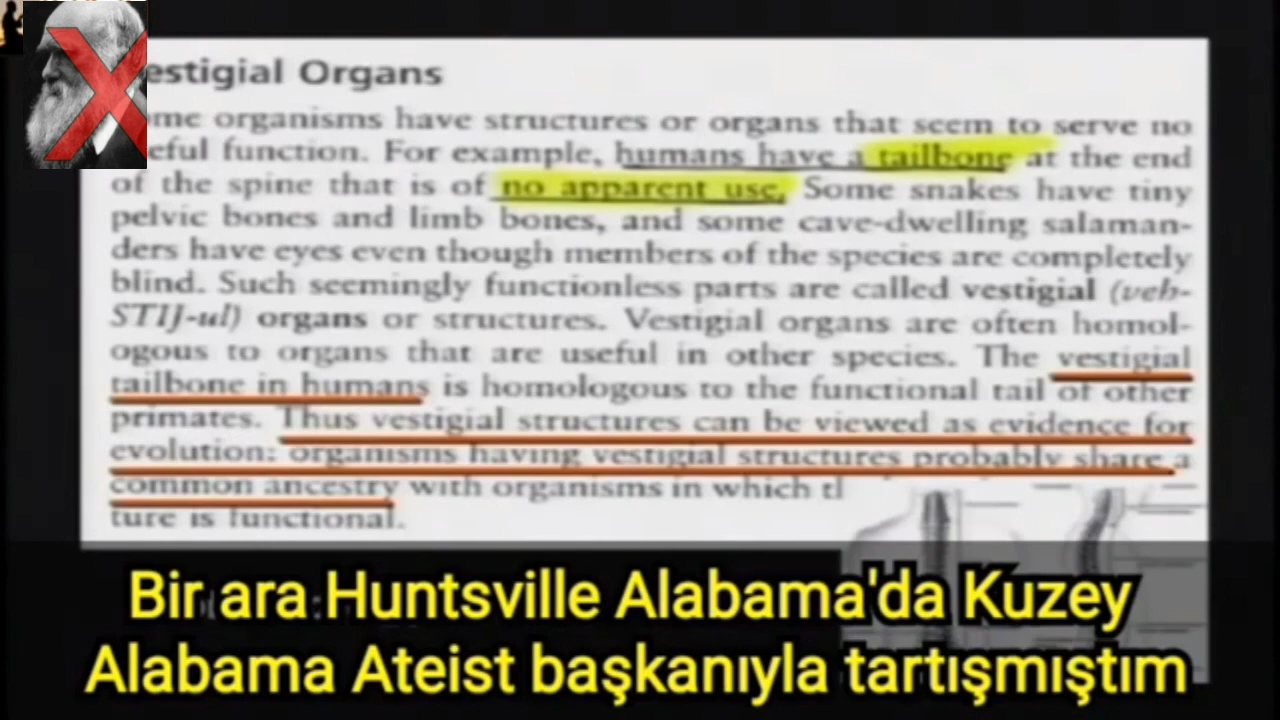 estigial Organs
me organisms have structures or organs that seem to serve no
eful function. For example, humans have a tailbone at the end
of the spine that is of no apparent use. Some snakes have tiny
pelvic bones and limb bones, and some cave-dwelling salaman-
ders have eyes even though members of the species are completely
blind. Such seemingly functionless parts are called vestigial (veh-
STIJ-ul) organs or structures. Vestigial organs are often homol-
ogous to organs that are useful in other species. The vestigial
tailbone in humans is homologous to the functional tail of other
primates. Thus vestigial structures can be viewed as evidence for
evolution: organisms having vestigial structures probably share a
common ancestry with organisms in which tl
ture is functional.
Bir ara Huntsville Alabama'da Kuzey
Alabama Ateist başkanıyla tartışmıştım